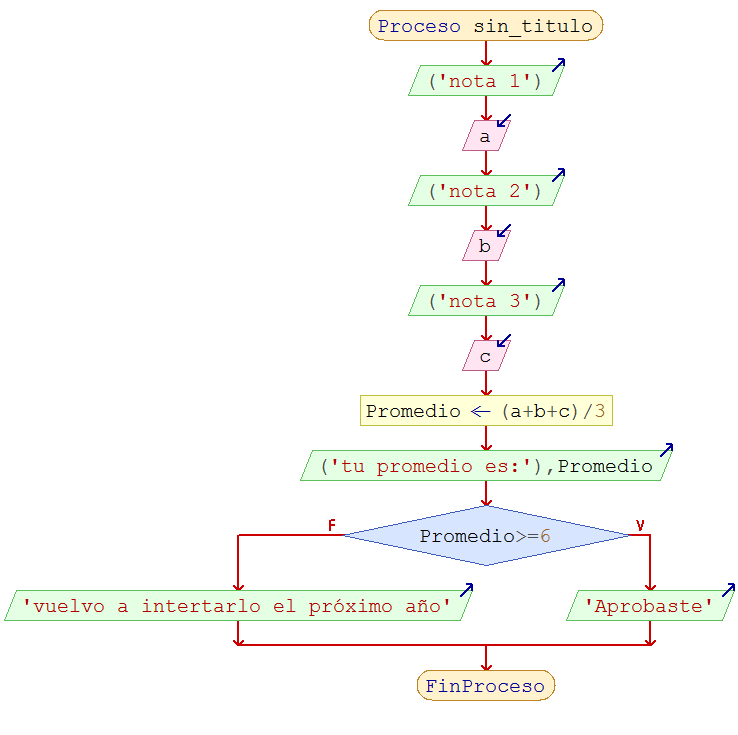 Proceso sin_titulo
('nota 1')
a
('nota 2')
b
('nota 3')
c
Promedio ← (a+b+c)/3
('tu promedio es:'),Promedio
F
Promedio>=6
V
'vuelvo a intertarlo el próximo año'
'Aprobaste'
FinProceso